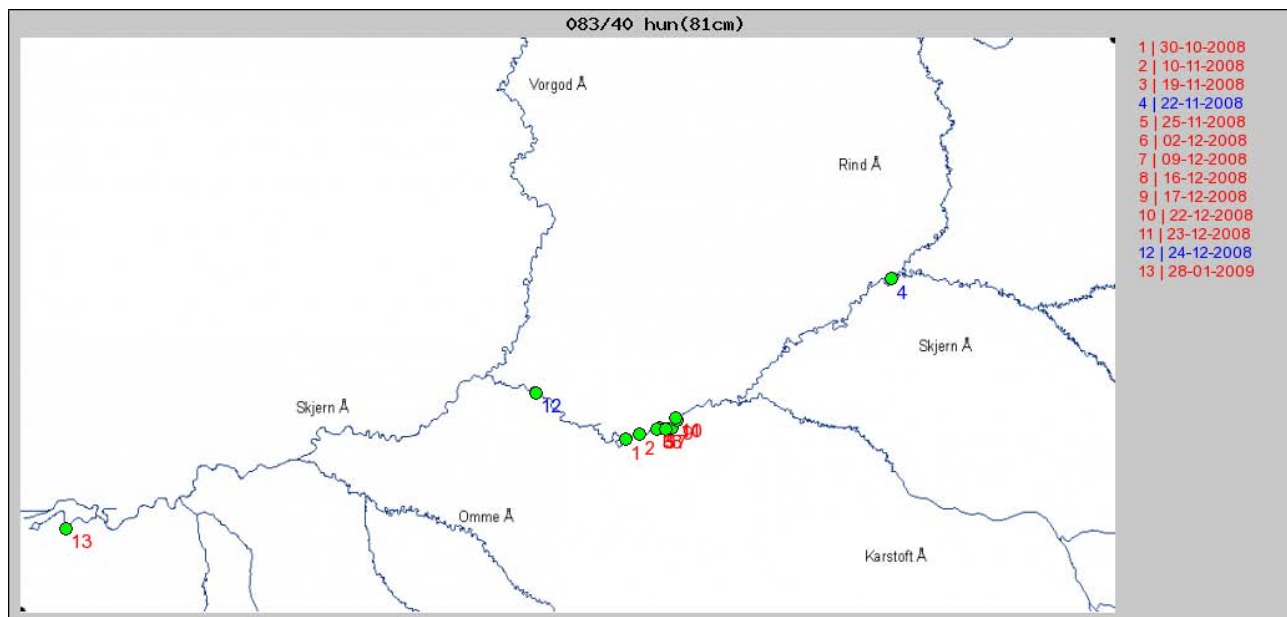 083/40 hun(81cm)
Vorgod Å
Rind Å
4
Skjern Å
12
Skjern Å
1
2
13
Omme Å
Karstoft Å
1 | 30-10-2008
2 | 10-11-2008
3 | 19-11-2008
4 | 22-11-2008
5 | 25-11-2008
6 | 02-12-2008
7 | 09-12-2008
8 | 16-12-2008
9 | 17-12-2008
10 | 22-12-2008
11 | 23-12-2008
12 | 24-12-2008
13 | 28-01-2009